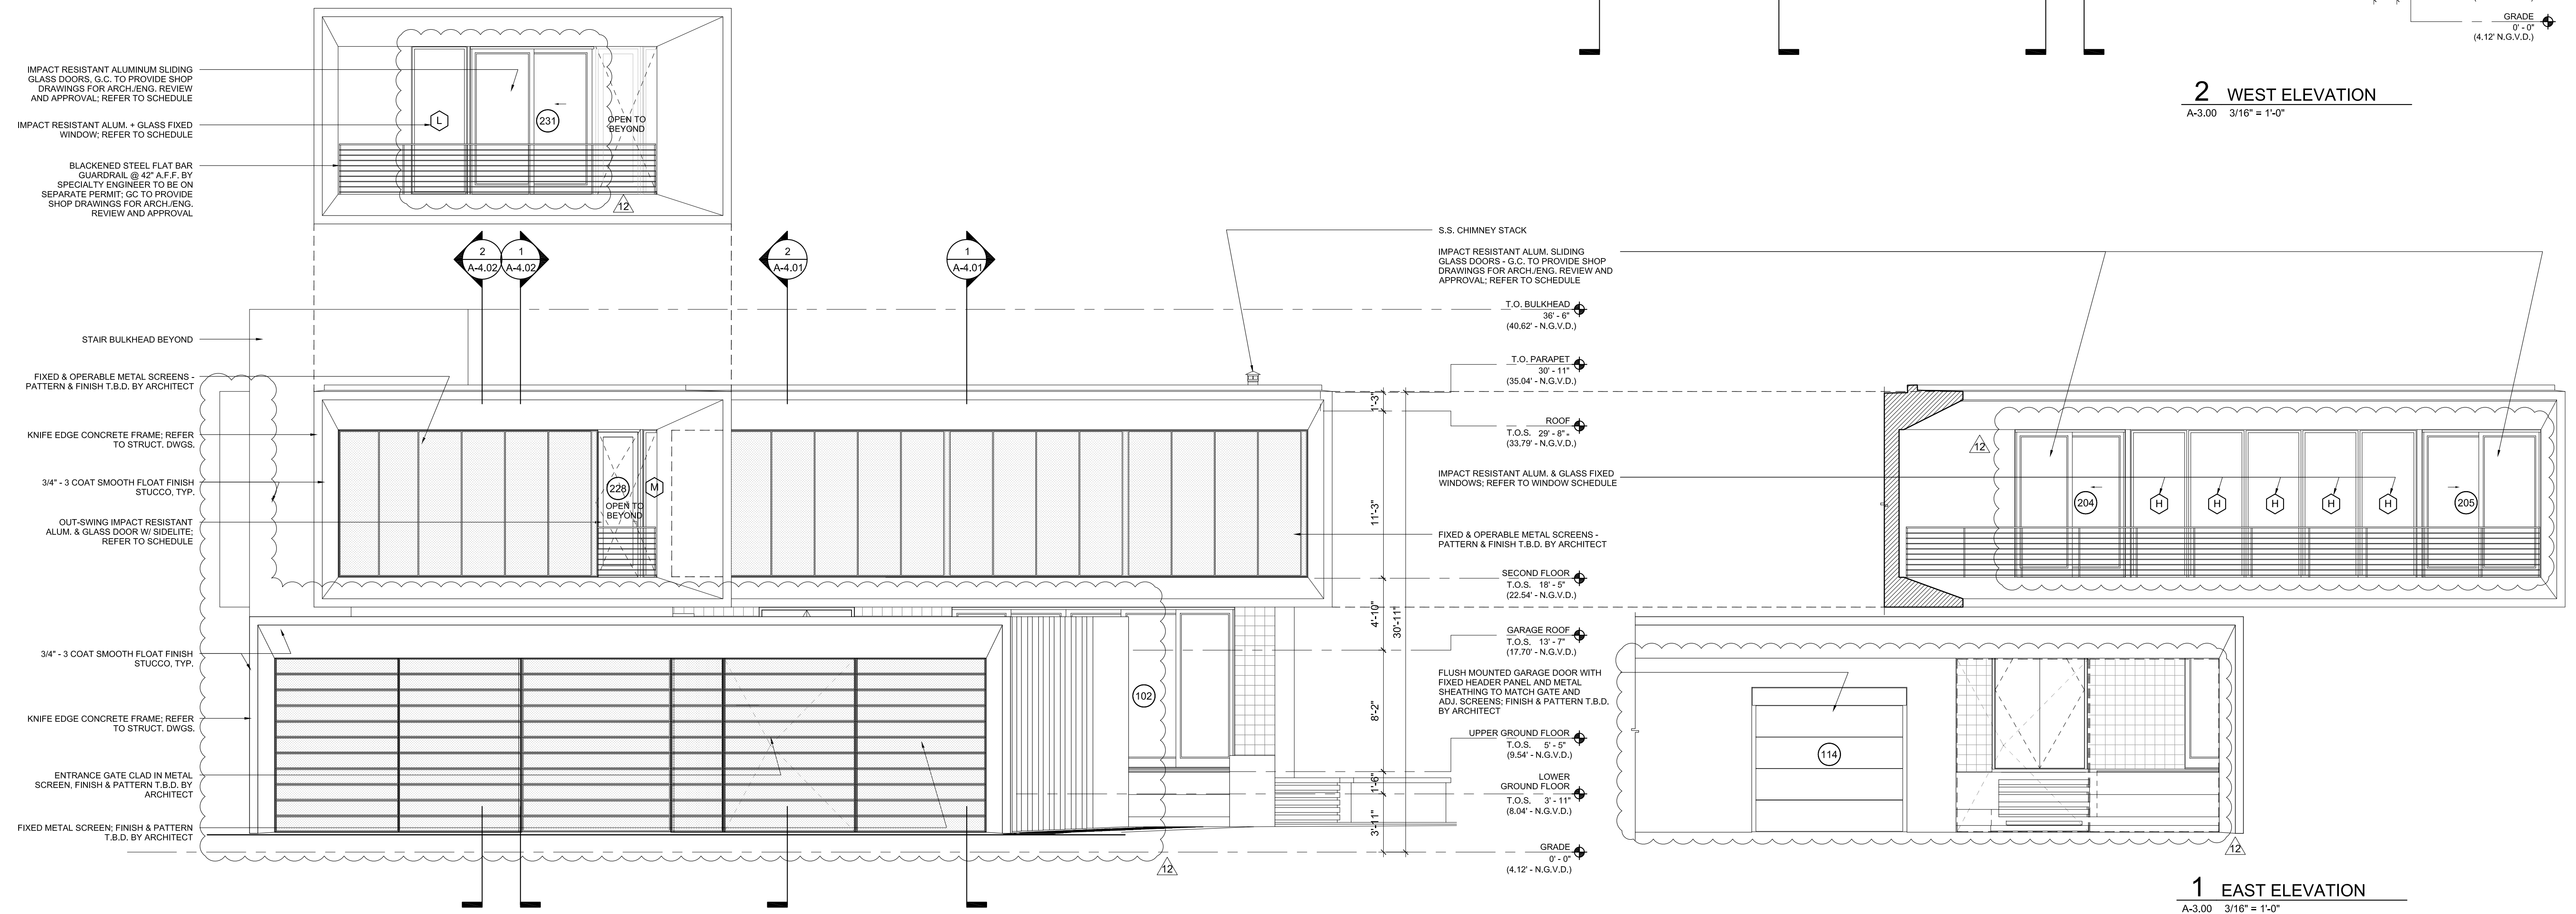 GRADE
0' - 0"
(4.12' N.G.V.D.)
2 WEST ELEVATION
A-3.00 3/16" = 1'-0"
IMPACT RESISTANT ALUMINUM SLIDING
GLASS DOORS, G.C. TO PROVIDE SHOP
DRAWINGS FOR ARCH./ENG. REVIEW
AND APPROVAL; REFER TO SCHEDULE
IMPACT RESISTANT ALUM. + GLASS FIXED
WINDOW; REFER TO SCHEDULE
BLACKENED STEEL FLAT BAR
GUARDRAIL @ 42" A.F.F. BY
SPECIALTY ENGINEER TO BE ON
SEPARATE PERMIT; GC TO PROVIDE
SHOP DRAWINGS FOR ARCH./ENG.
REVIEW AND APPROVAL
L
231
OPEN TO
BEYOND
12
2
A-4.02
1
A-4.02
2
A-4.01
1
A-4.01
STAIR BULKHEAD BEYOND
FIXED & OPERABLE METAL SCREENS -
PATTERN & FINISH T.B.D. BY ARCHITECT
KNIFE EDGE CONCRETE FRAME; REFER
TO STRUCT. DWGS.
3/4" - 3 COAT SMOOTH FLOAT FINISH
STUCCO, TYP.
OUT-SWING IMPACT RESISTANT
ALUM. & GLASS DOOR W/ SIDELITE;
REFER TO SCHEDULE
3/4" - 3 COAT SMOOTH FLOAT FINISH
STUCCO, TYP.
KNIFE EDGE CONCRETE FRAME; REFER
TO STRUCT. DWGS.
ENTRANCE GATE CLAD IN METAL
SCREEN, FINISH & PATTERN T.B.D. BY
ARCHITECT
FIXED METAL SCREEN; FINISH & PATTERN
T.B.D. BY ARCHITECT
228
M
OPEN TO
BEYOND
102
12
1'-3"
11'-3"
4'-10"
30'-11"
8'-2"
1'-6"
3'-11"
S.S. CHIMNEY STACK
IMPACT RESISTANT ALUM. SLIDING
GLASS DOORS - G.C. TO PROVIDE SHOP
DRAWINGS FOR ARCH./ENG. REVIEW AND
APPROVAL; REFER TO SCHEDULE
T.O. BULKHEAD
36' - 6"
(40.62' - N.G.V.D.)
T.O. PARAPET
30' - 11"
(35.04' - N.G.V.D.)
ROOF
T.O.S. 29' - 8"
(33.79' - N.G.V.D.)
IMPACT RESISTANT ALUM. & GLASS FIXED
WINDOWS; REFER TO WINDOW SCHEDULE
FIXED & OPERABLE METAL SCREENS -
PATTERN & FINISH T.B.D. BY ARCHITECT
SECOND FLOOR
T.O.S. 18' - 5"
(22.54' - N.G.V.D.)
GARAGE ROOF
T.O.S. 13' - 7"
(17.70' - N.G.V.D.)
FLUSH MOUNTED GARAGE DOOR WITH
FIXED HEADER PANEL AND METAL
SHEATHING TO MATCH GATE AND
ADJ. SCREENS; FINISH & PATTERN T.B.D.
BY ARCHITECT
UPPER GROUND FLOOR
T.O.S. 5' - 5"
(9.54' - N.G.V.D.)
LOWER
GROUND FLOOR
T.O.S. 3' - 11"
(8.04' - N.G.V.D.)
GRADE
0' - 0"
(4.12' - N.G.V.D.)
12
204
H
H
H
H
H
205
114
12
1 EAST ELEVATION
A-3.00 3/16" = 1'-0"